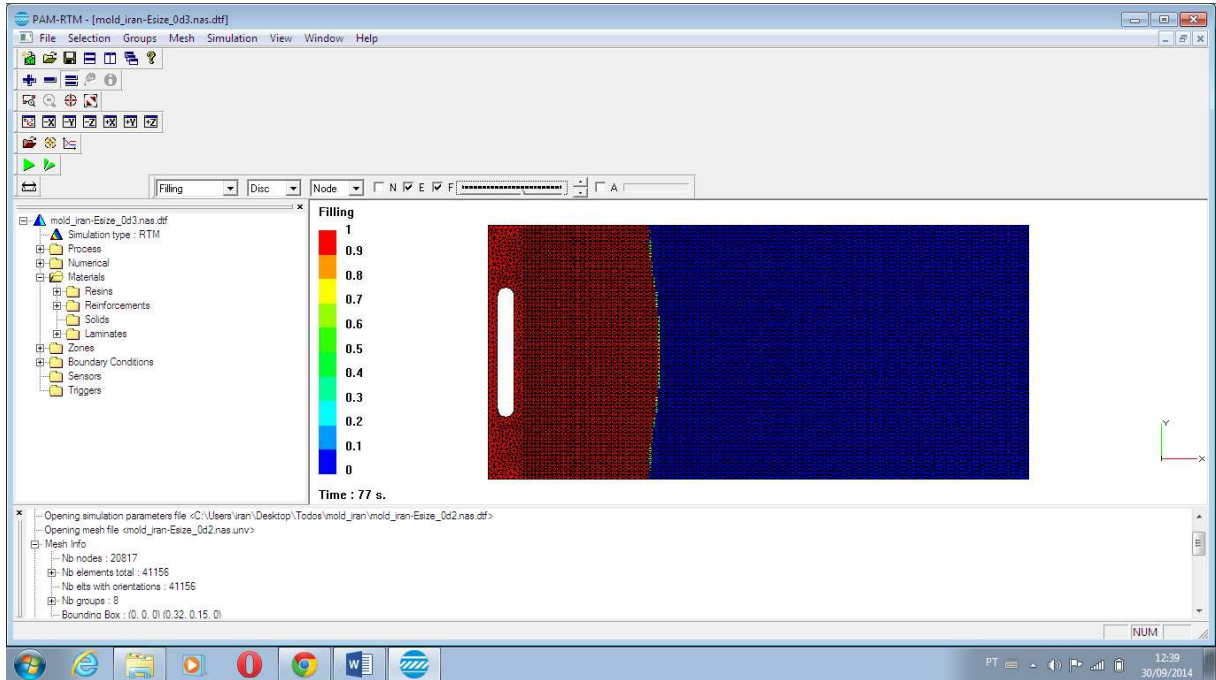 PAM-RTM - [mold_iran-Esize_0d3.nas.dtf]
File Selection Groups Mesh Simulation View Window Help
-X -Y -Z +X +Y +Z
Filling Disc Node N E F A
mold_iran-Esize_0d3.nas.dtf
Simulation type : RTM
Process
Numerical
Materials
Resins
Reinforcements
Solids
Laminates
Zones
Boundary Conditions
Sensors
Triggers
Filling
1
0.9
0.8
0.7
0.6
0.5
0.4
0.3
0.2
0.1
0
Time : 77 s.
Y
X
Opening simulation parameters file <C:\Users\iran\Desktop\Todos\mold_iran\mold_iran-Esize_0d2.nas.dtf>
Opening mesh file <mold_iran-Esize_0d2.nas.unv>
Mesh Info
Nb nodes : 20817
Nb elements total : 41156
Nb elts with orientations : 41156
Nb groups : 8
Bounding Box : (0, 0, 0) (0.32, 0.15, 0)
NUM
PT
12:39
30/09/2014